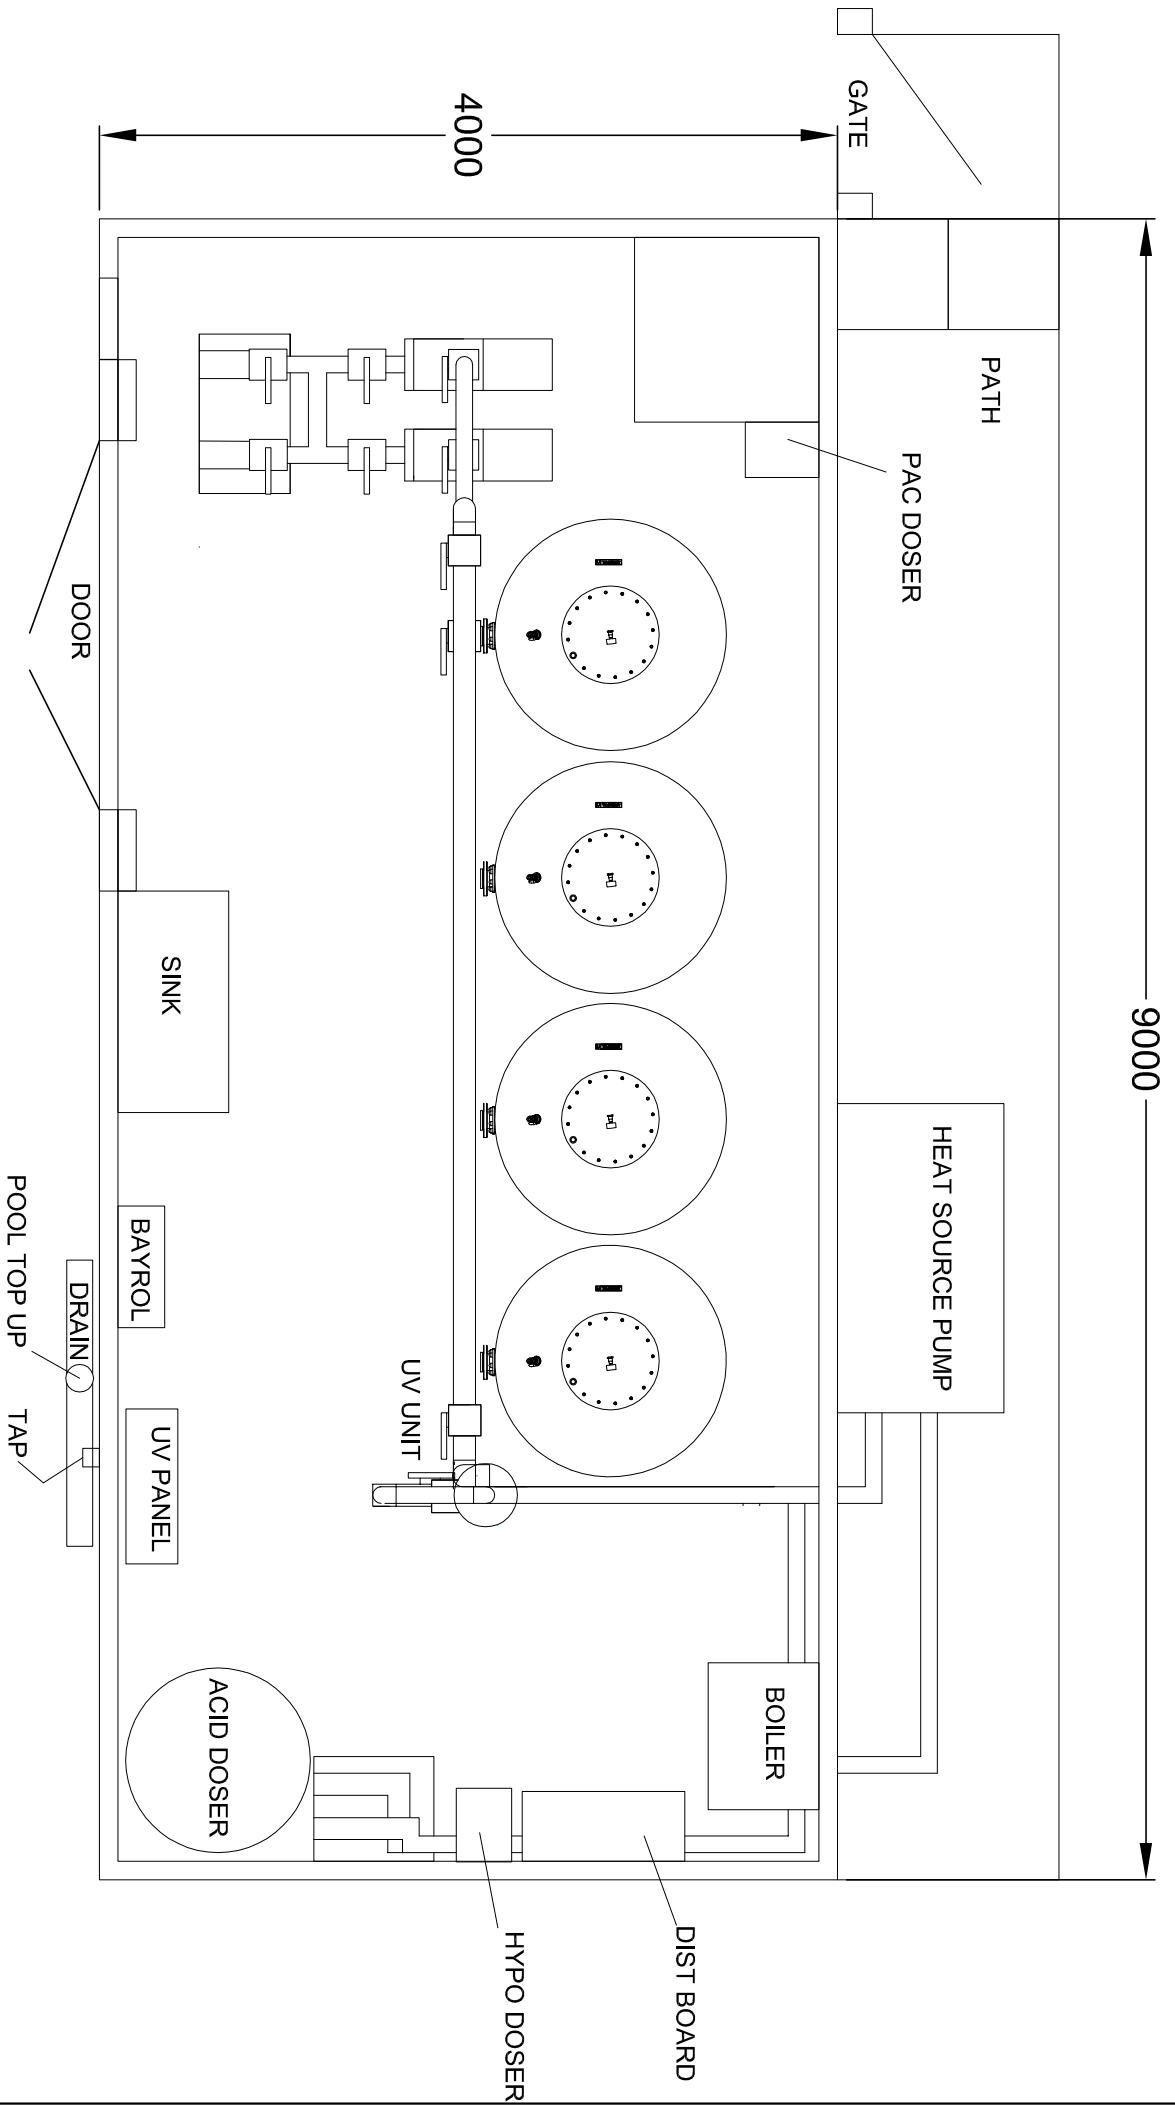 GATE
4000
9000
PATH
PAC DOSER
DOOR
SINK
HEAT SOURCE PUMP
BAYROL
DRAIN
POOL TOP UP
TAP
UV UNIT
UV PANEL
BOILER
ACID DOSER
DIST BOARD
HYPO DOSER